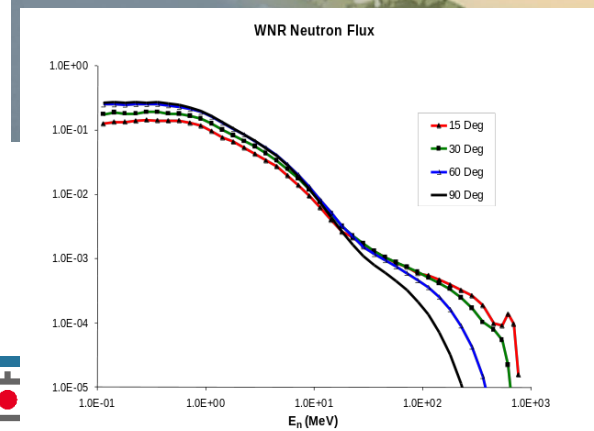 WNR Neutron Flux
1.0E+00
1.0E-01
1.0E-02
1.0E-03
1.0E-04
1.0E-05
15 Deg
30 Deg
60 Deg
90 Deg
1.0E-01 1.0E+00 1.0E+01 1.0E+02 1.0E+03
En (MeV)